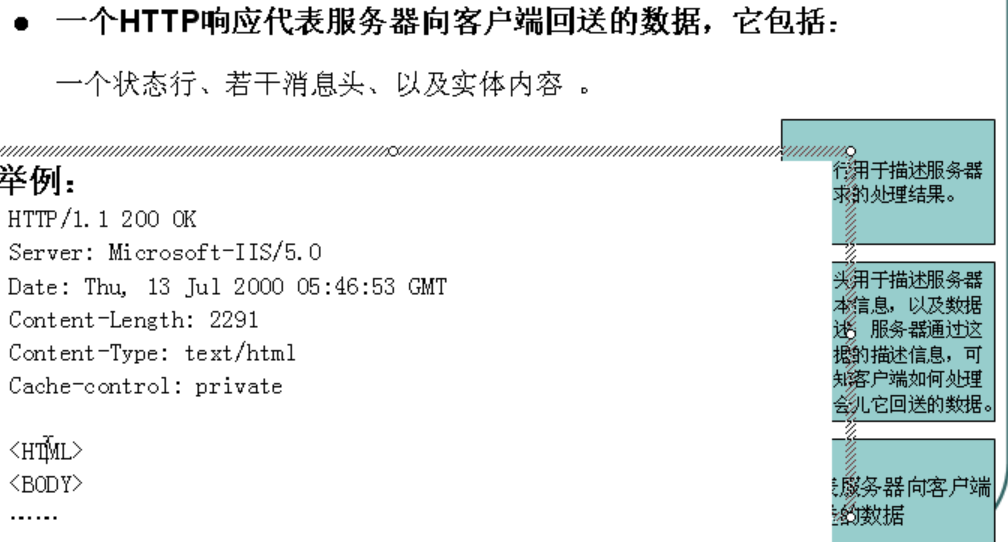 ● 一个HTTP响应代表服务器向客户端回送的数据，它包括：
一个状态行、若干消息头、以及实体内容 。
举例：
HTTP/1.1 200 OK
Server: Microsoft-IIS/5.0
Date: Thu, 13 Jul 2000 05:46:53 GMT
Content-Length: 2291
Content-Type: text/html
Cache-control: private
<HTML>
<BODY>
……
行用于描述服务器
求的处理结果。
头用于描述服务器
本信息，以及数据
述，服务器通过这
据的描述信息，可
知客户端如何处理
会儿它回送的数据。
服务器向客户端
的数据